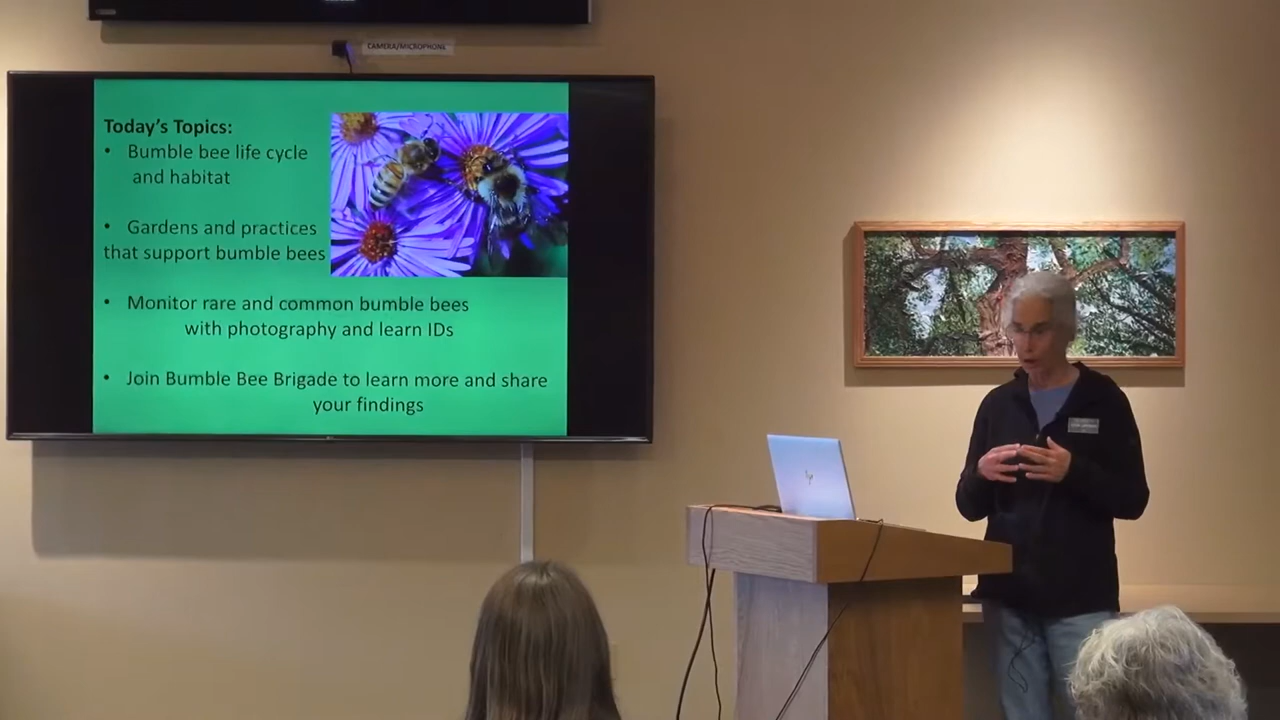 CAMERA/MICROPHONE
Today's Topics:
• Bumble bee life cycle
and habitat
• Gardens and practices
that support bumble bees
• Monitor rare and common bumble bees
with photography and learn IDs
• Join Bumble Bee Brigade to learn more and share
your findings
hp